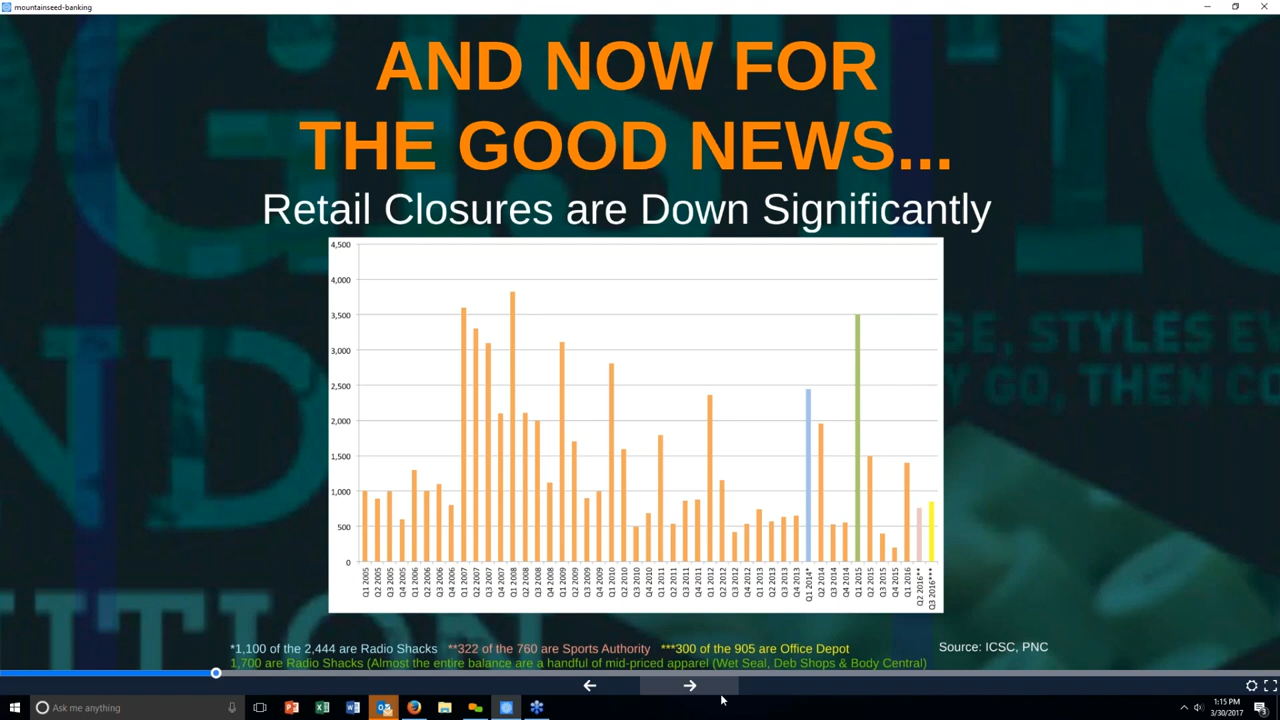 mountainseed-banking
AND NOW FOR
THE GOOD NEWS...
Retail Closures are Down Significantly
4,500
4,000
3,500
3,000
2,500
2,000
1,500
1,000
500
0
Q1 2005
Q2 2005
Q3 2005
Q4 2005
Q1 2006
Q2 2006
Q3 2006
Q4 2006
Q1 2007
Q2 2007
Q3 2007
Q4 2007
Q1 2008
Q2 2008
Q3 2008
Q4 2008
Q1 2009
Q2 2009
Q3 2009
Q4 2009
Q1 2010
Q2 2010
Q3 2010
Q4 2010
Q1 2011
Q2 2011
Q3 2011
Q4 2011
Q1 2012
Q2 2012
Q3 2012
Q4 2012
Q1 2013
Q2 2013
Q3 2013
Q4 2013
Q1 2014*
Q2 2014
Q3 2014
Q4 2014
Q1 2015
Q2 2015
Q3 2015
Q4 2015
Q1 2016
Q2 2016**
Q3 2016***
*1,100 of the 2,444 are Radio Shacks **322 of the 760 are Sports Authority ***300 of the 905 are Office Depot
Source: ICSC, PNC
1,700 are Radio Shacks (Almost the entire balance are a handful of mid-priced apparel (Wet Seal, Deb Shops & Body Central)
Ask me anything
1:15 PM
3/30/2017